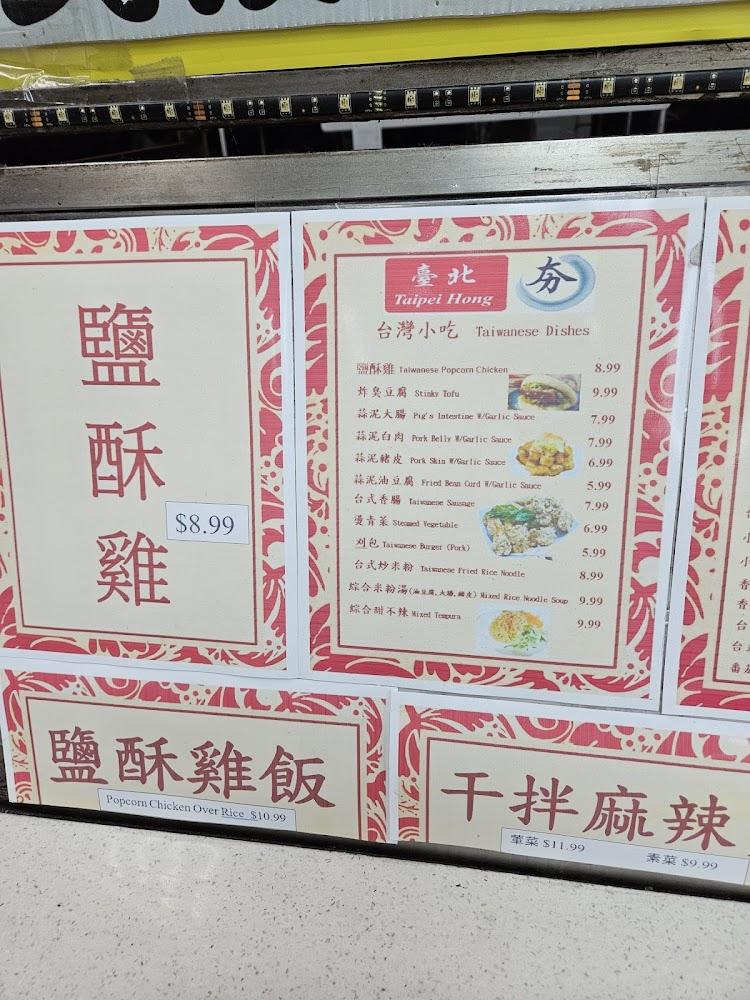 鹽酥雞
$8.99
臺北 夯
Taipei Hong
台灣小吃 Taiwanese Dishes
鹽酥雞 Taiwanese Popcorn Chicken 8.99
炸臭豆腐 Stinky Tofu 9.99
蒜泥大腸 Pig's Intestine W/Garlic Sauce 7.99
蒜泥白肉 Pork Belly W/Garlic Sauce 7.99
蒜泥豬皮 Pork Skin W/Garlic Sauce 6.99
蒜泥油豆腐 Fried Bean Curd W/Garlic Sauce 5.99
台式香腸 Taiwanese Sausage 7.99
燙青菜 Steamed Vegetable 6.99
刈包 Taiwanese Burger (Pork) 5.99
台式炒米粉 Taiwanese Fried Rice Noodle 8.99
綜合米粉湯(油豆腐,大腸,豬皮) Mixed Rice Noodle Soup 9.99
綜合甜不辣 Mixed Tempura 9.99
鹽酥雞飯
Popcorn Chicken Over Rice $10.99
干拌麻辣
葷菜 $11.99
素菜 $9.99